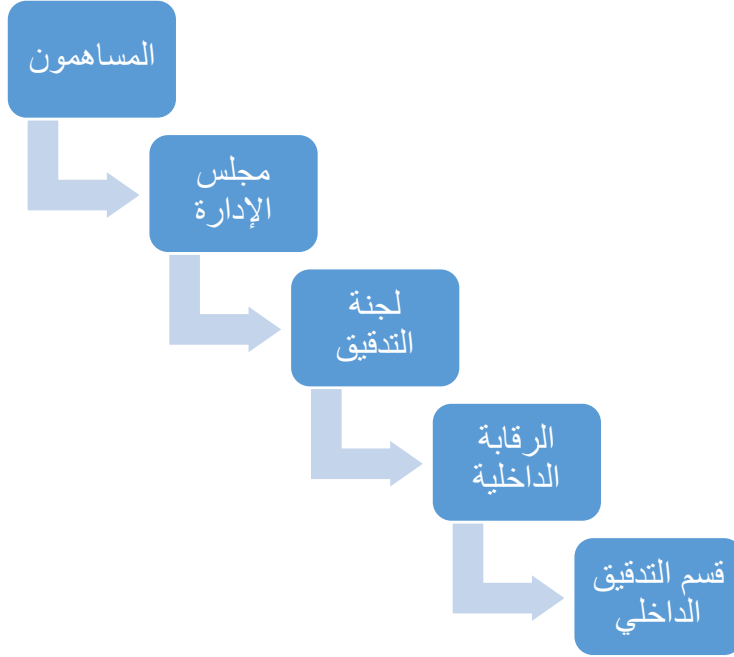 المساهمون
مجلس
الإدارة
لجنة
التدقيق
الرقابة
الداخلية
قسم التدقيق
الداخلي